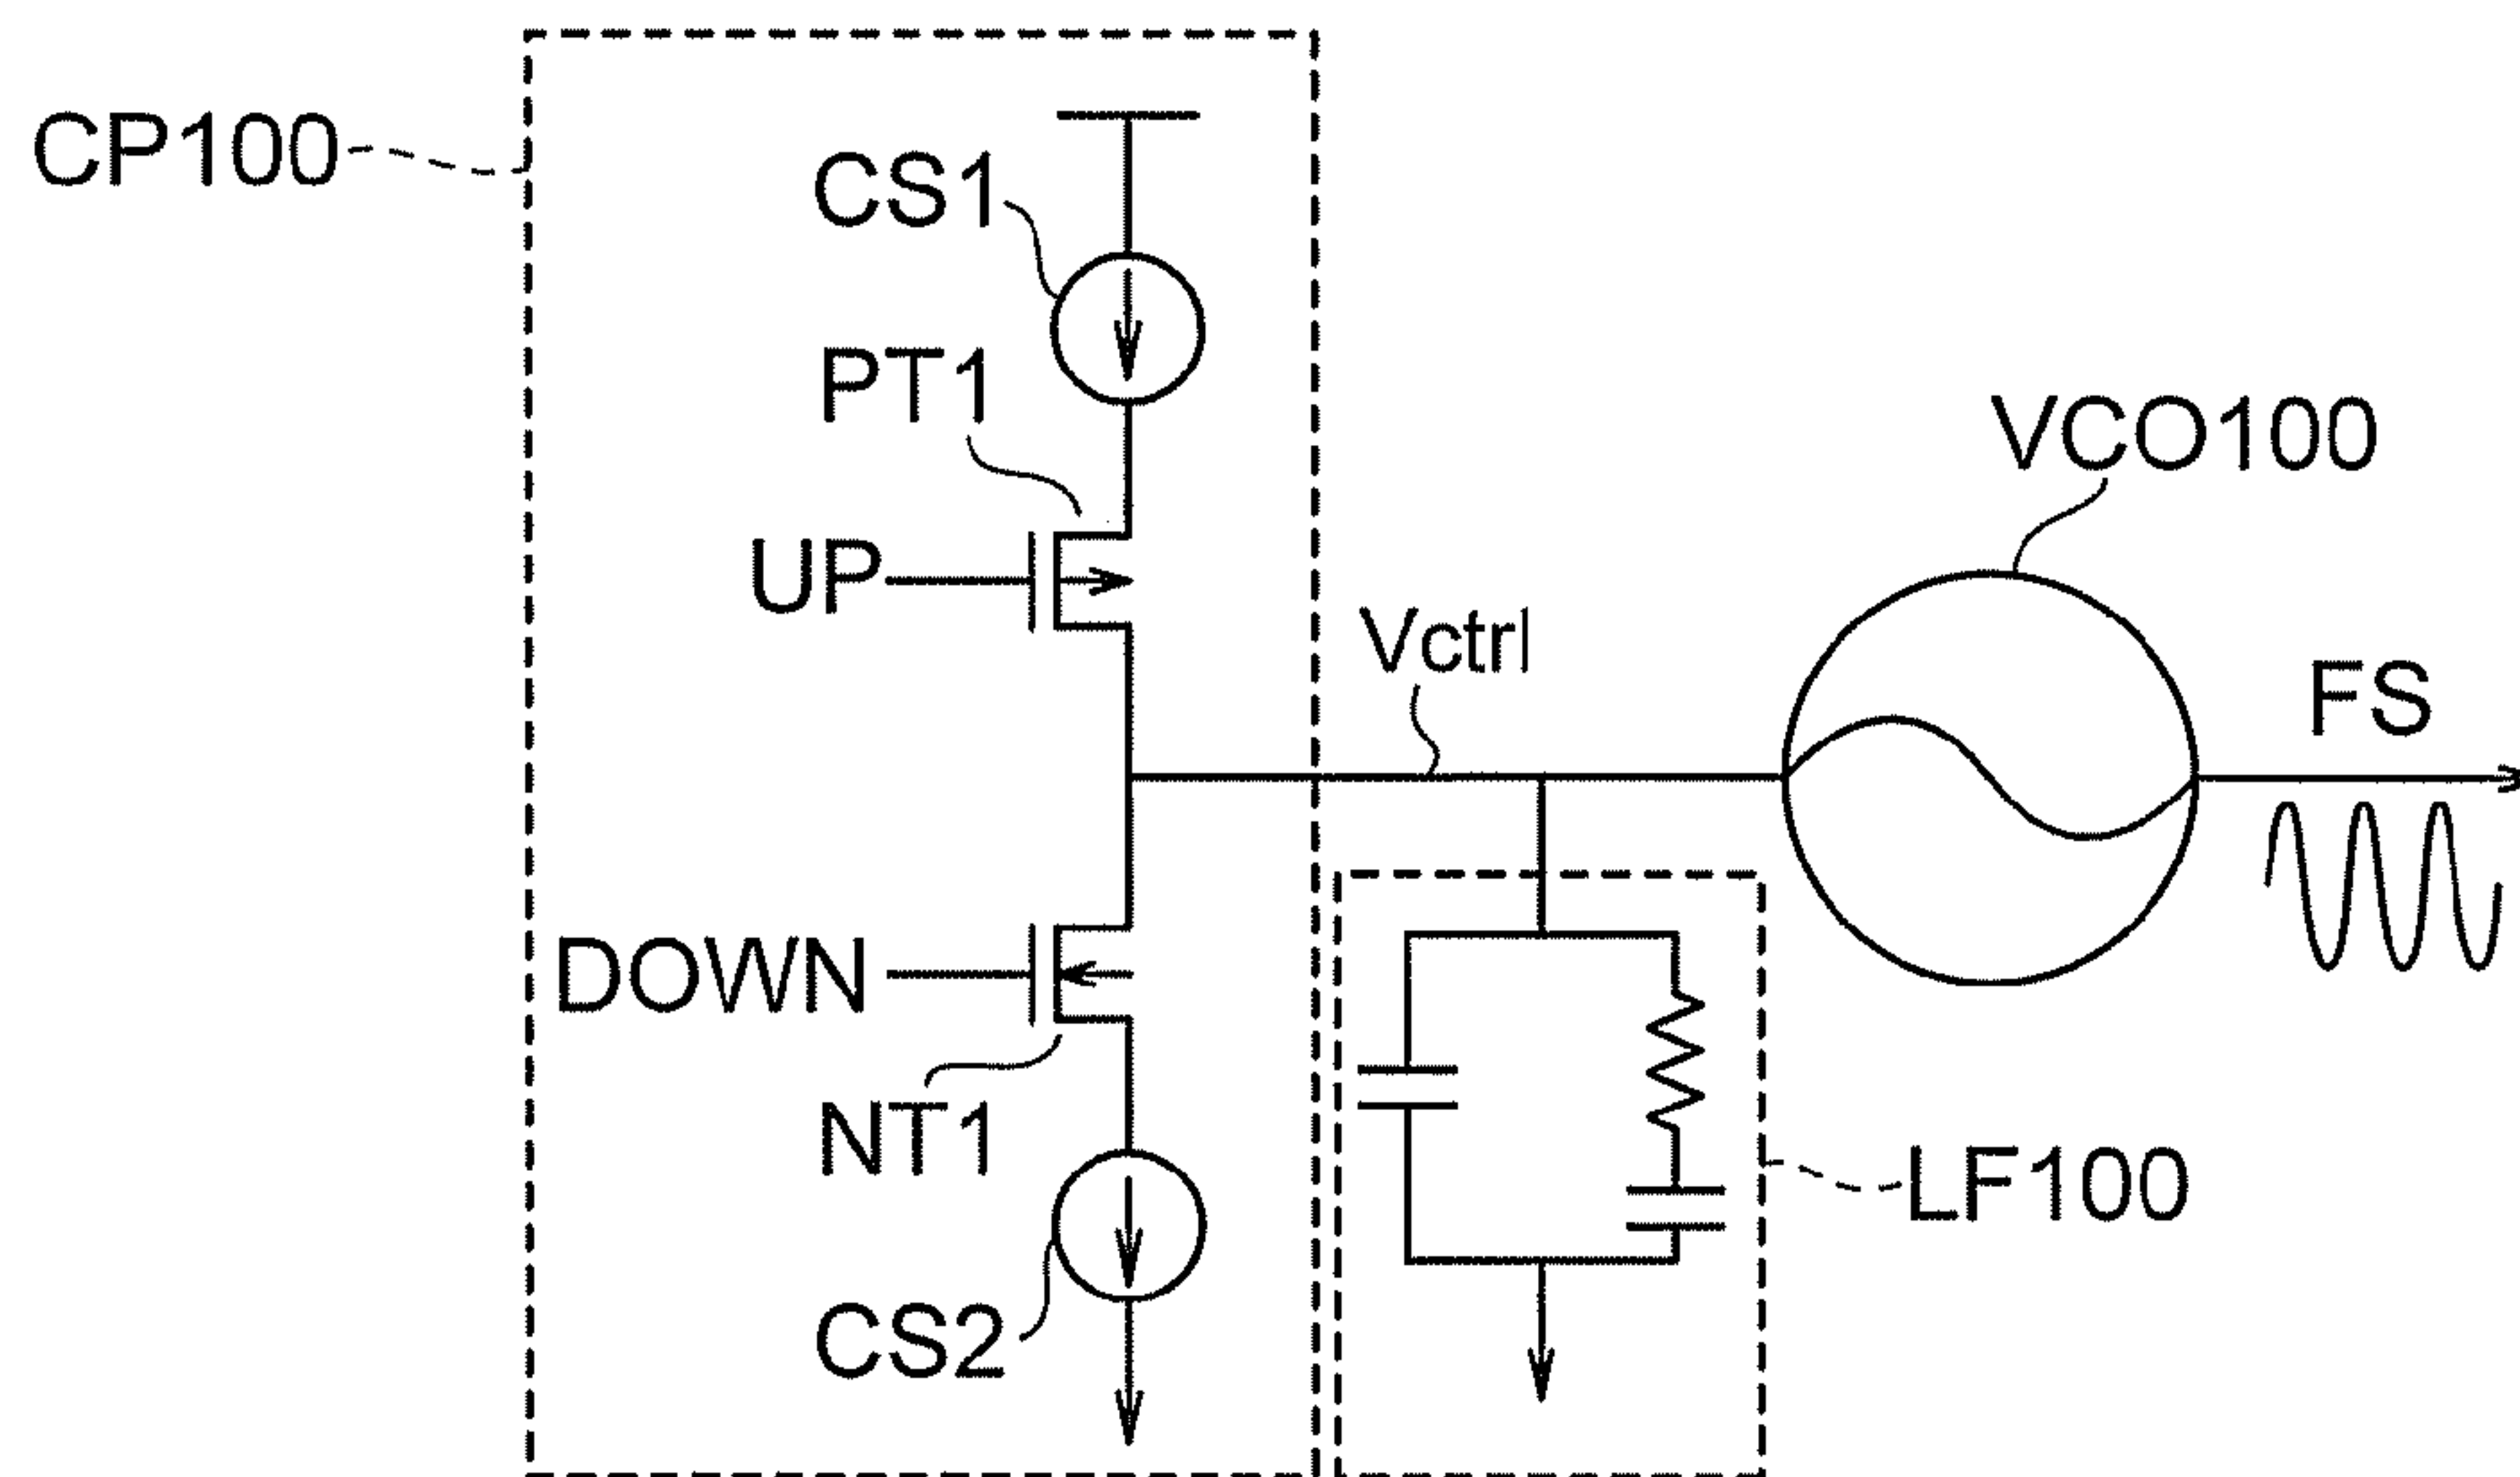 CP100
CS1
PT1
UP
VCO100
Vctrl
FS
DOWN
NT1
LF100
CS2